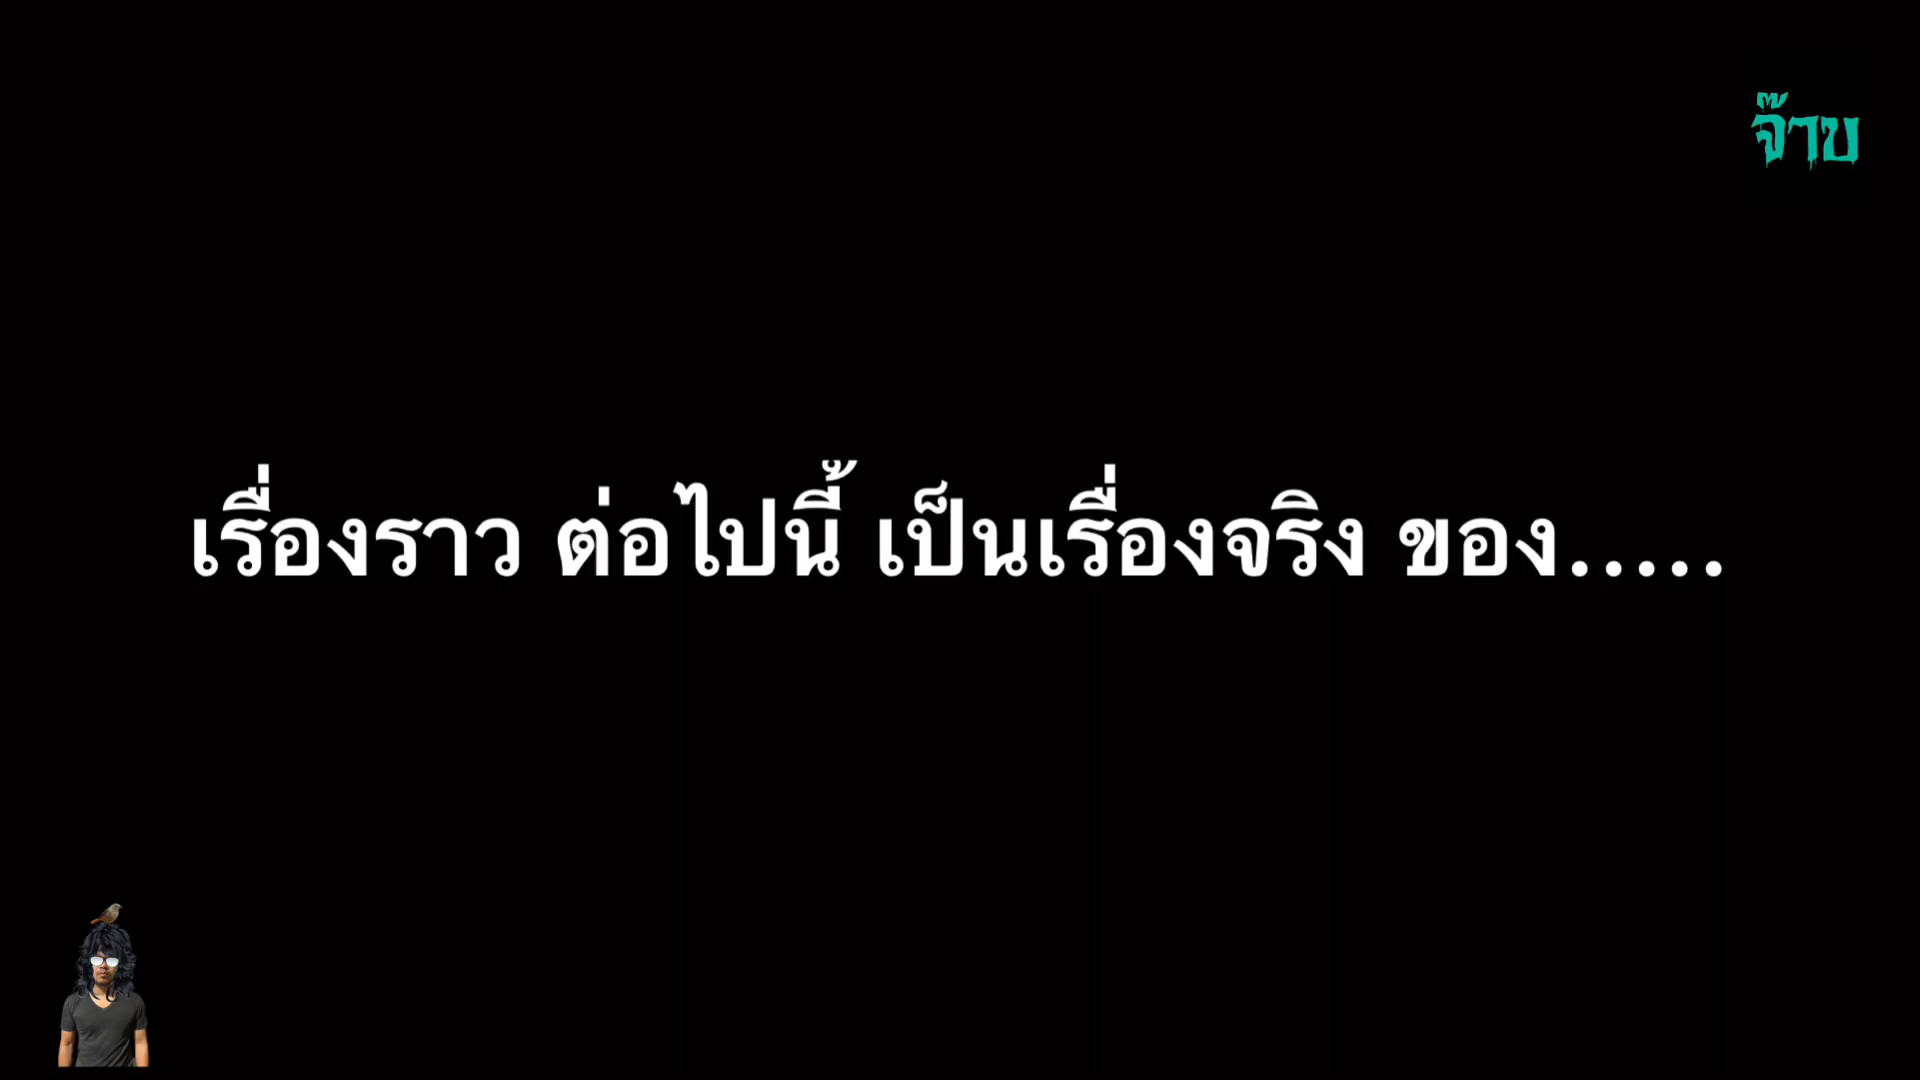 จ๊าบ
เรื่องราว ต่อไปนี้ เป็นเรื่องจริง ของ.....